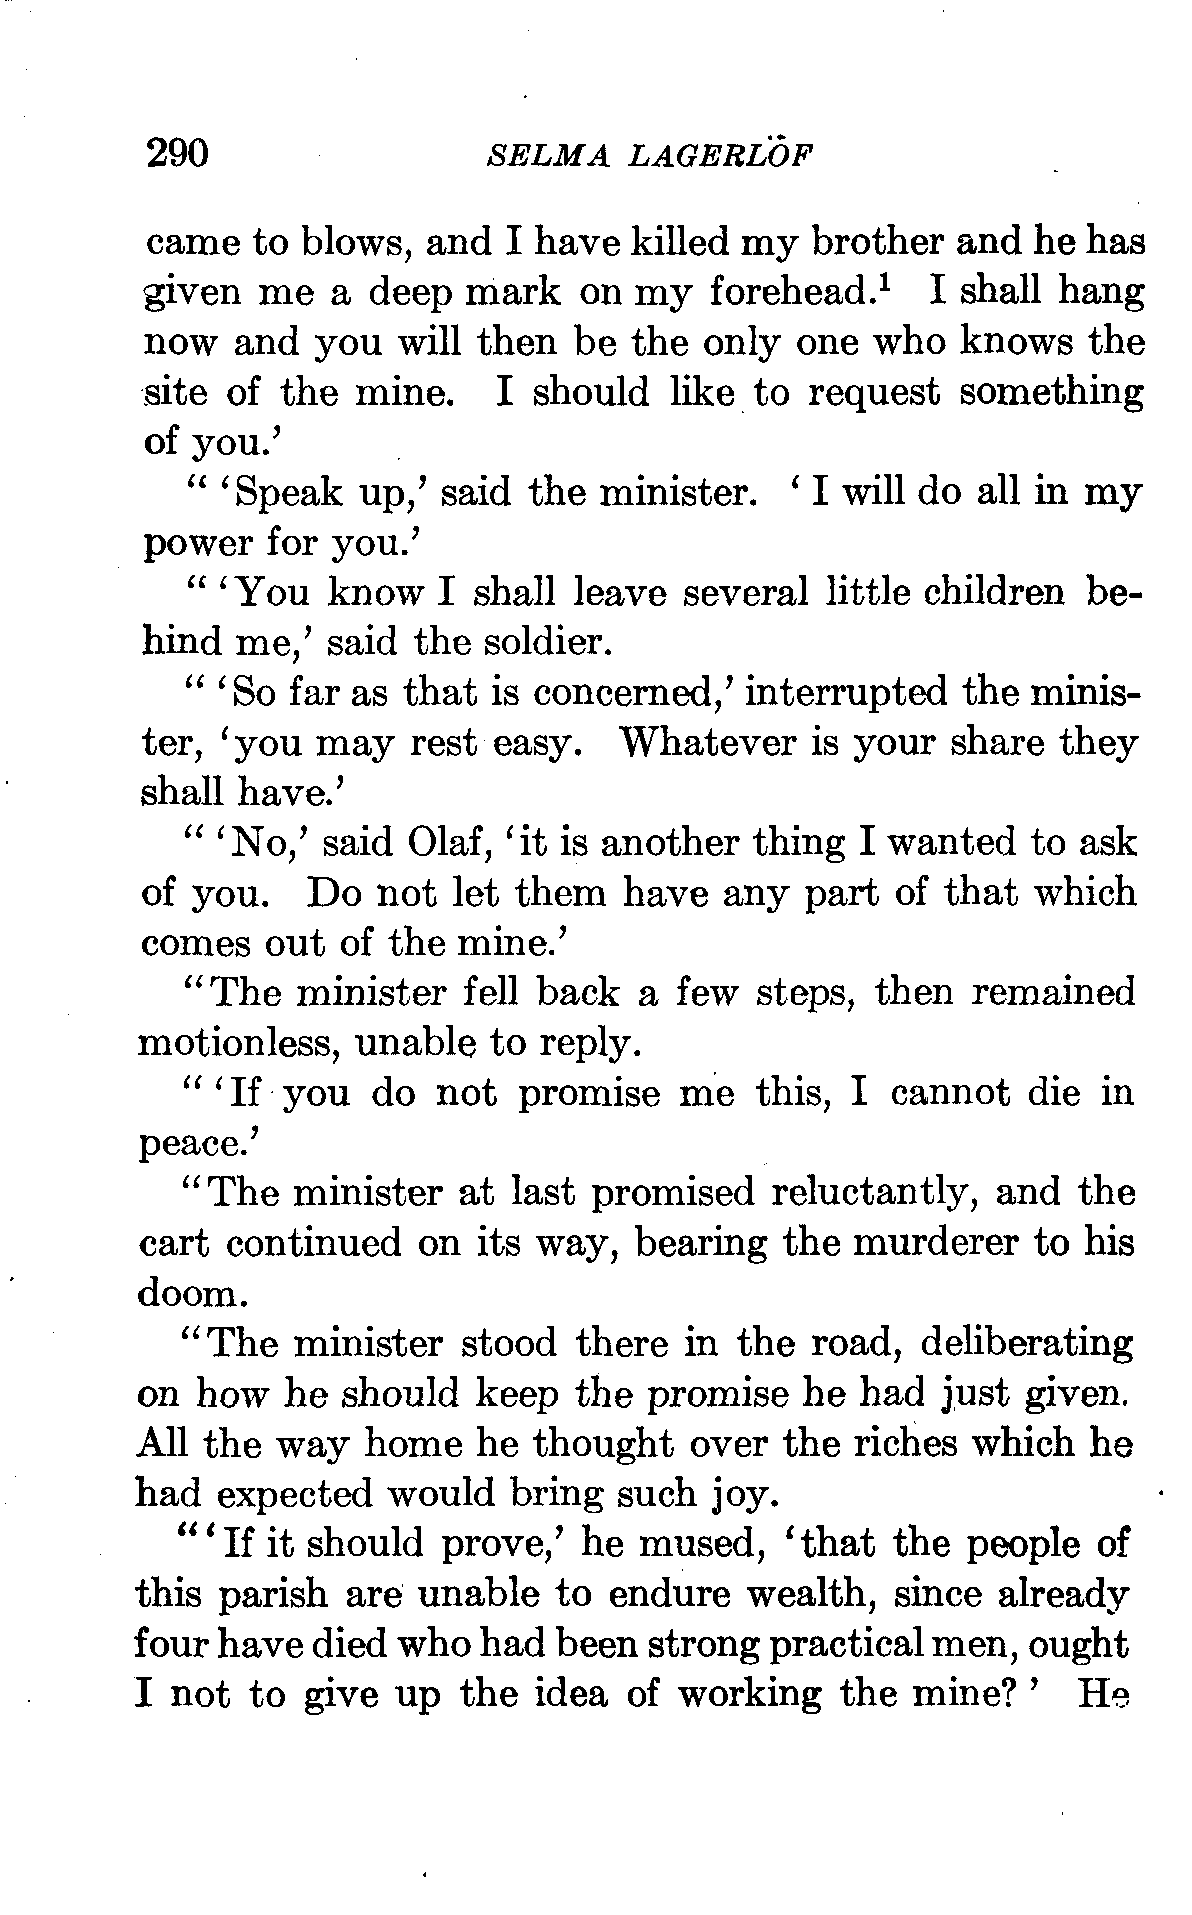 290 SELMA LAGERLÖF
came to blows, and I have killed my brother and he has
given me a deep mark on my forehead.¹ I shall hang
now and you will then be the only one who knows the
site of the mine. I should like to request something
of you.’
“ ‘Speak up,’ said the minister. ‘ I will do all in my
power for you.’
“ ‘You know I shall leave several little children be-
hind me,’ said the soldier.
“ ‘So far as that is concerned,’ interrupted the minis-
ter, ‘you may rest easy. Whatever is your share they
shall have.’
“ ‘No,’ said Olaf, ‘it is another thing I wanted to ask
of you. Do not let them have any part of that which
comes out of the mine.’
“The minister fell back a few steps, then remained
motionless, unable to reply.
“ ‘If you do not promise me this, I cannot die in
peace.’
“The minister at last promised reluctantly, and the
cart continued on its way, bearing the murderer to his
doom.
“The minister stood there in the road, deliberating
on how he should keep the promise he had just given.
All the way home he thought over the riches which he
had expected would bring such joy.
“‘If it should prove,’ he mused, ‘that the people of
this parish are unable to endure wealth, since already
four have died who had been strong practical men, ought
I not to give up the idea of working the mine? ’ He